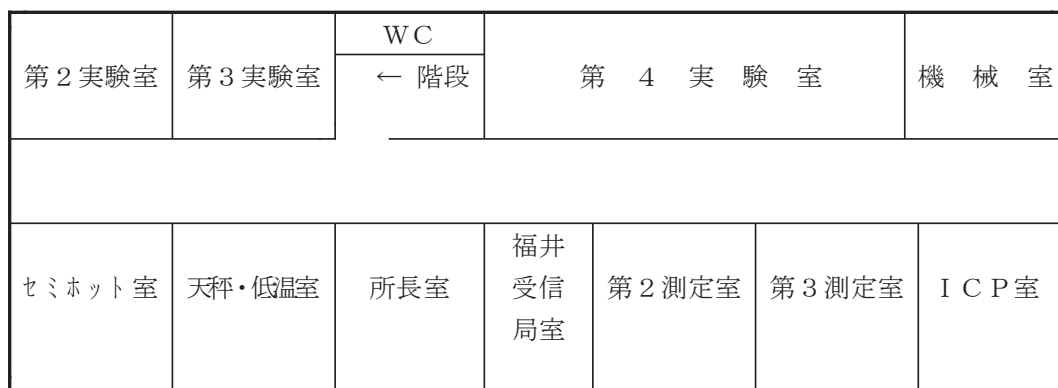 WC
第2実験室
第3実験室
← 階段
第 4 実 験 室
機 械 室
セミホット室
天秤・低温室
所長室
福井
受信
局室
第2測定室
第3測定室
ICP室